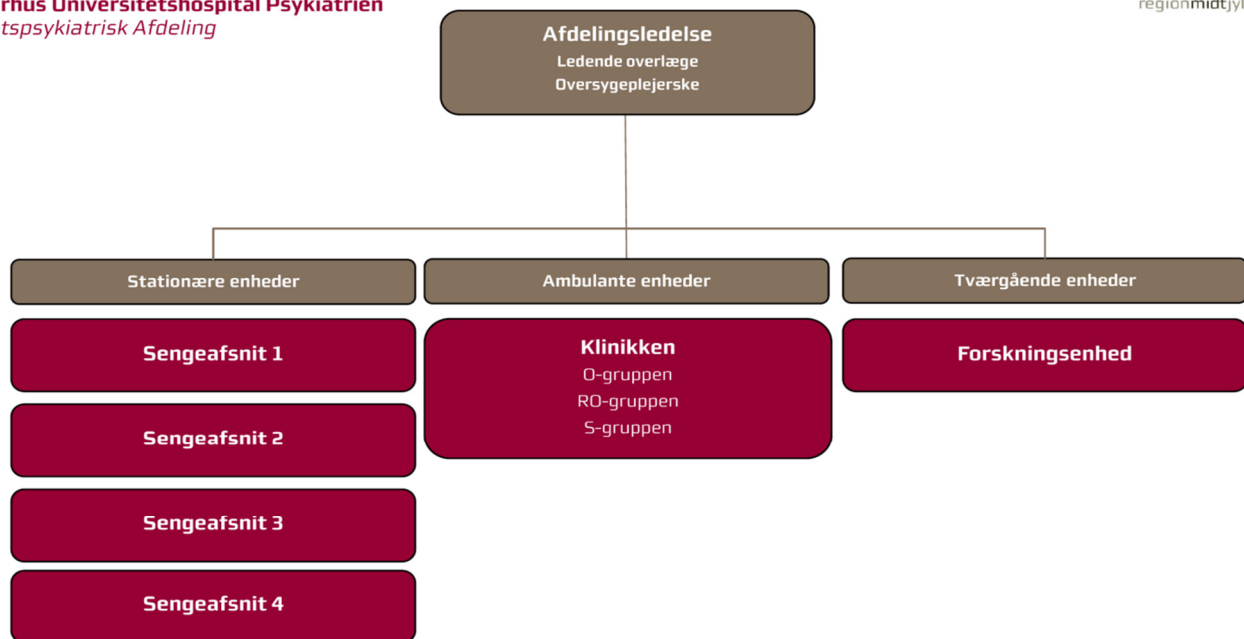 rhus Universitetshospital Psykiatrien
tspsykiatrisk Afdeling
regionmidtjyl
Afdelingsledelse
Ledende overlæge
Oversygeplejerske
Stationære enheder
Sengeafsnit 1
Sengeafsnit 2
Sengeafsnit 3
Sengeafsnit 4
Ambulante enheder
Klinikken
O-gruppen
RO-gruppen
S-gruppen
Tværgående enheder
Forskningsenhed